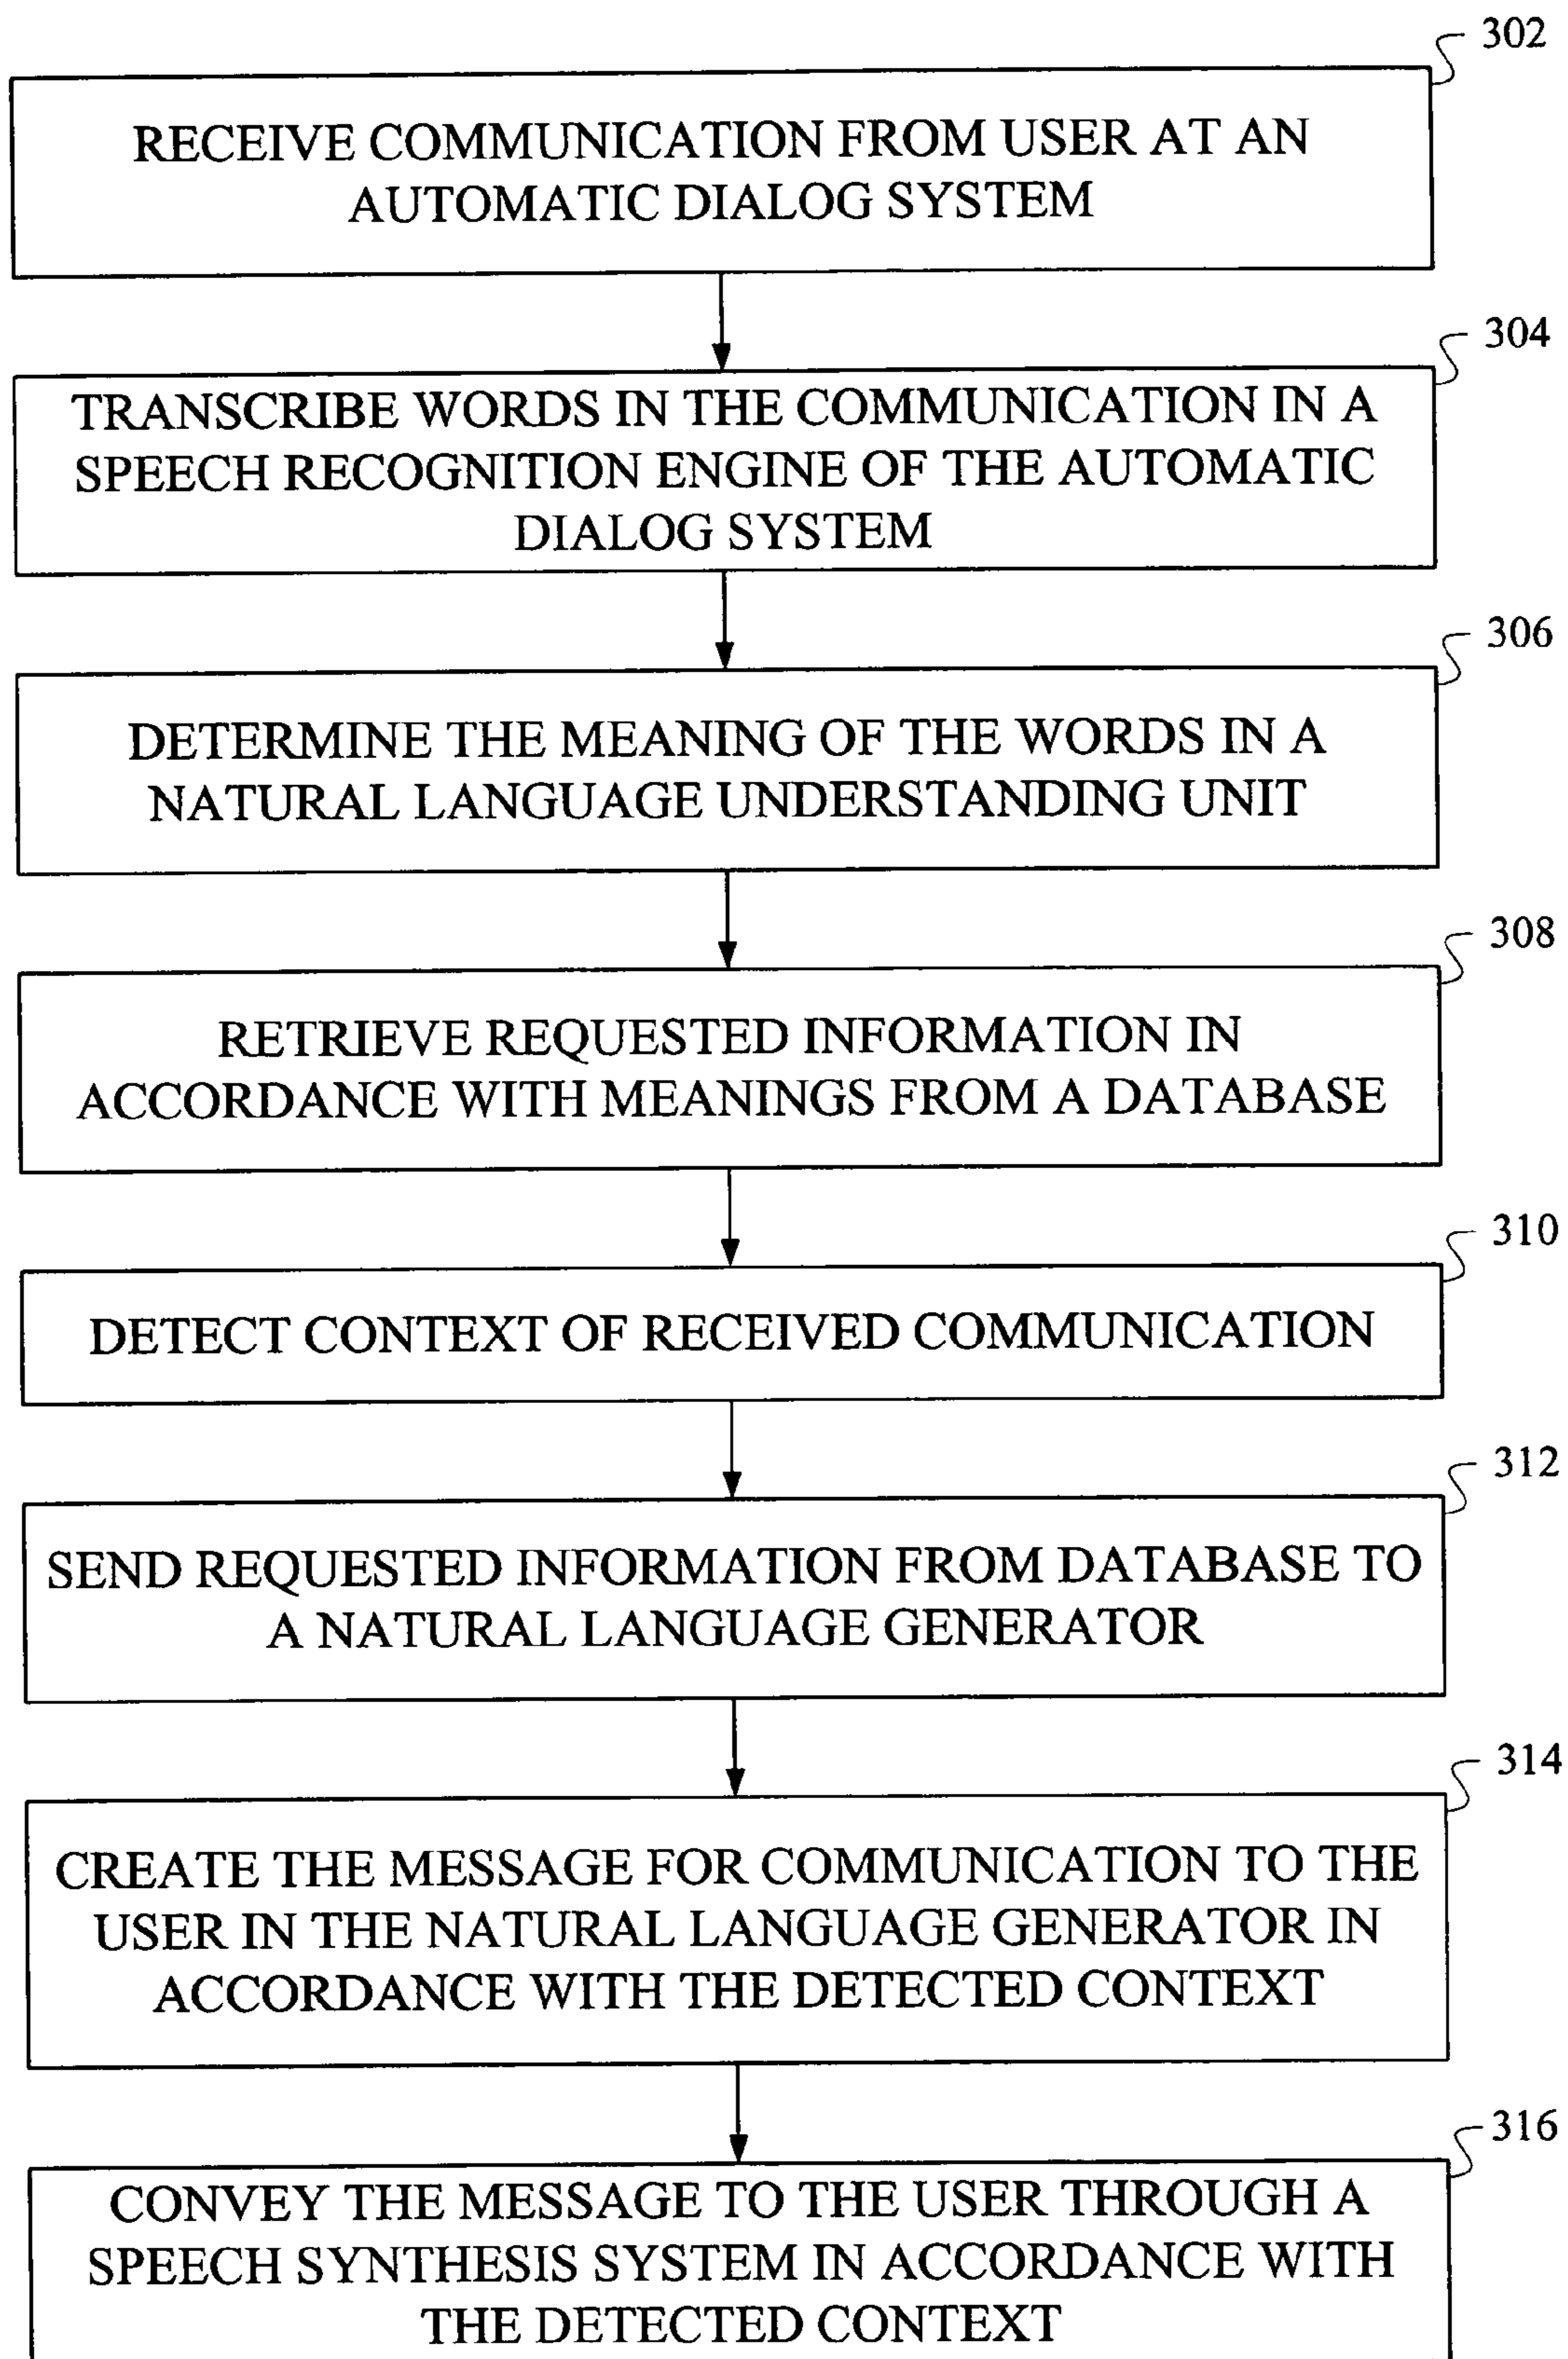 302
RECEIVE COMMUNICATION FROM USER AT AN
AUTOMATIC DIALOG SYSTEM
304
TRANSCRIBE WORDS IN THE COMMUNICATION IN A
SPEECH RECOGNITION ENGINE OF THE AUTOMATIC
DIALOG SYSTEM
306
DETERMINE THE MEANING OF THE WORDS IN A
NATURAL LANGUAGE UNDERSTANDING UNIT
308
RETRIEVE REQUESTED INFORMATION IN
ACCORDANCE WITH MEANINGS FROM A DATABASE
310
DETECT CONTEXT OF RECEIVED COMMUNICATION
312
SEND REQUESTED INFORMATION FROM DATABASE TO
A NATURAL LANGUAGE GENERATOR
314
CREATE THE MESSAGE FOR COMMUNICATION TO THE
USER IN THE NATURAL LANGUAGE GENERATOR IN
ACCORDANCE WITH THE DETECTED CONTEXT
316
CONVEY THE MESSAGE TO THE USER THROUGH A
SPEECH SYNTHESIS SYSTEM IN ACCORDANCE WITH
THE DETECTED CONTEXT